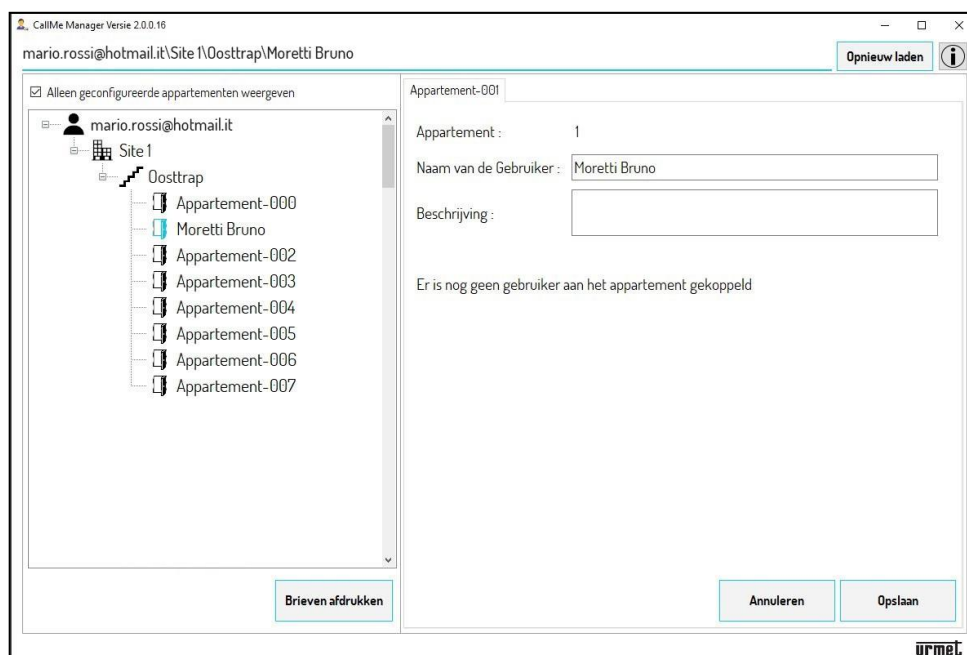 CallMe Manager Versie 2.0.0.16
mario.rossi@hotmail.it\Site 1\Oosttrap\Moretti Bruno
Opnieuw laden
Alleen geconfigureerde appartementen weergeven
mario.rossi@hotmail.it
Site 1
Oosttrap
Appartement-000
Moretti Bruno
Appartement-002
Appartement-003
Appartement-004
Appartement-005
Appartement-006
Appartement-007
Brieven afdrukken
Appartement-001
Appartement : 1
Naam van de Gebruiker : Moretti Bruno
Beschrijving :
Er is nog geen gebruiker aan het appartement gekoppeld
Annuleren
Opslaan
urmet